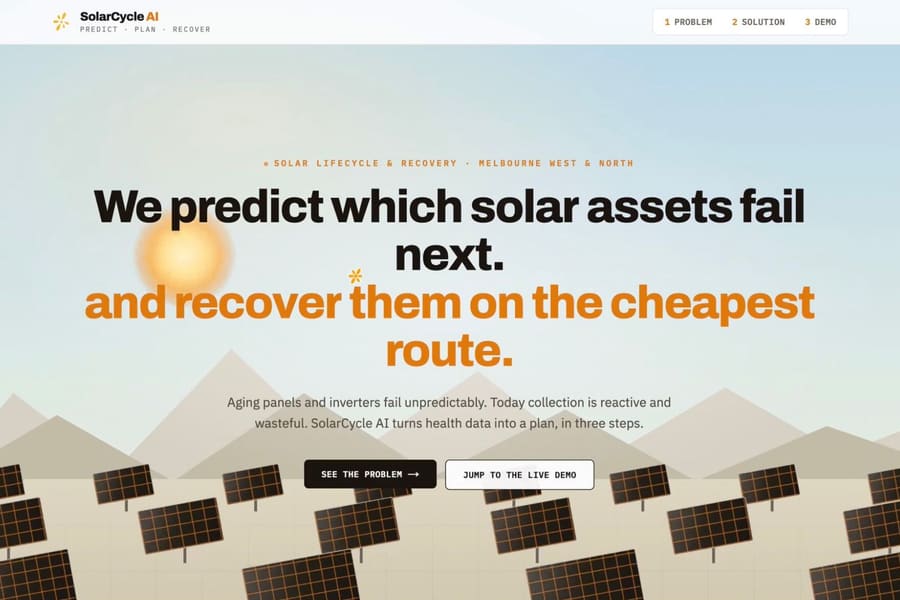 SolarCycle AI
PREDICT · PLAN · RECOVER
1 PROBLEM 2 SOLUTION 3 DEMO
SOLAR LIFECYCLE & RECOVERY · MELBOURNE WEST & NORTH
We predict which solar assets fail
next.
and recover them on the cheapest
route.
Aging panels and inverters fail unpredictably. Today collection is reactive and
wasteful. SolarCycle AI turns health data into a plan, in three steps.
SEE THE PROBLEM →
JUMP TO THE LIVE DEMO